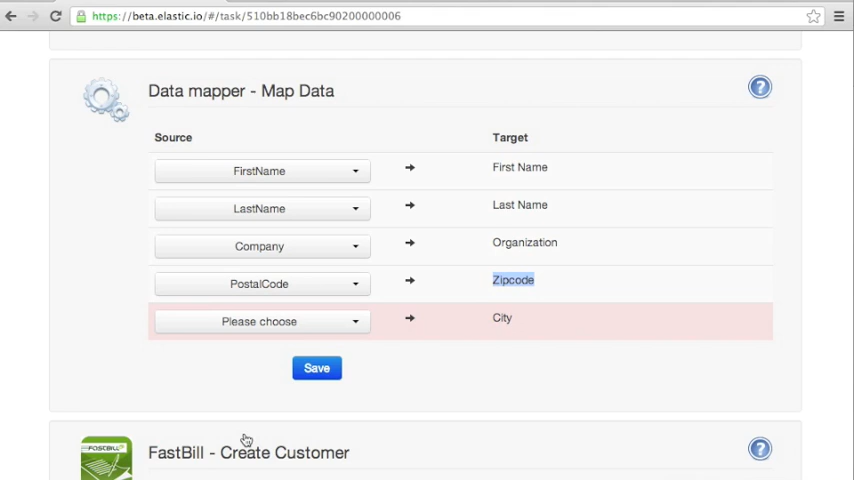 https://beta.elastic.io/#/task/510bb18bec6bc90200000006
Data mapper - Map Data
?
Source Target
FirstName First Name
LastName Last Name
Company Organization
PostalCode Zipcode
Please choose City
Save
FASTBILL
FastBill - Create Customer
?